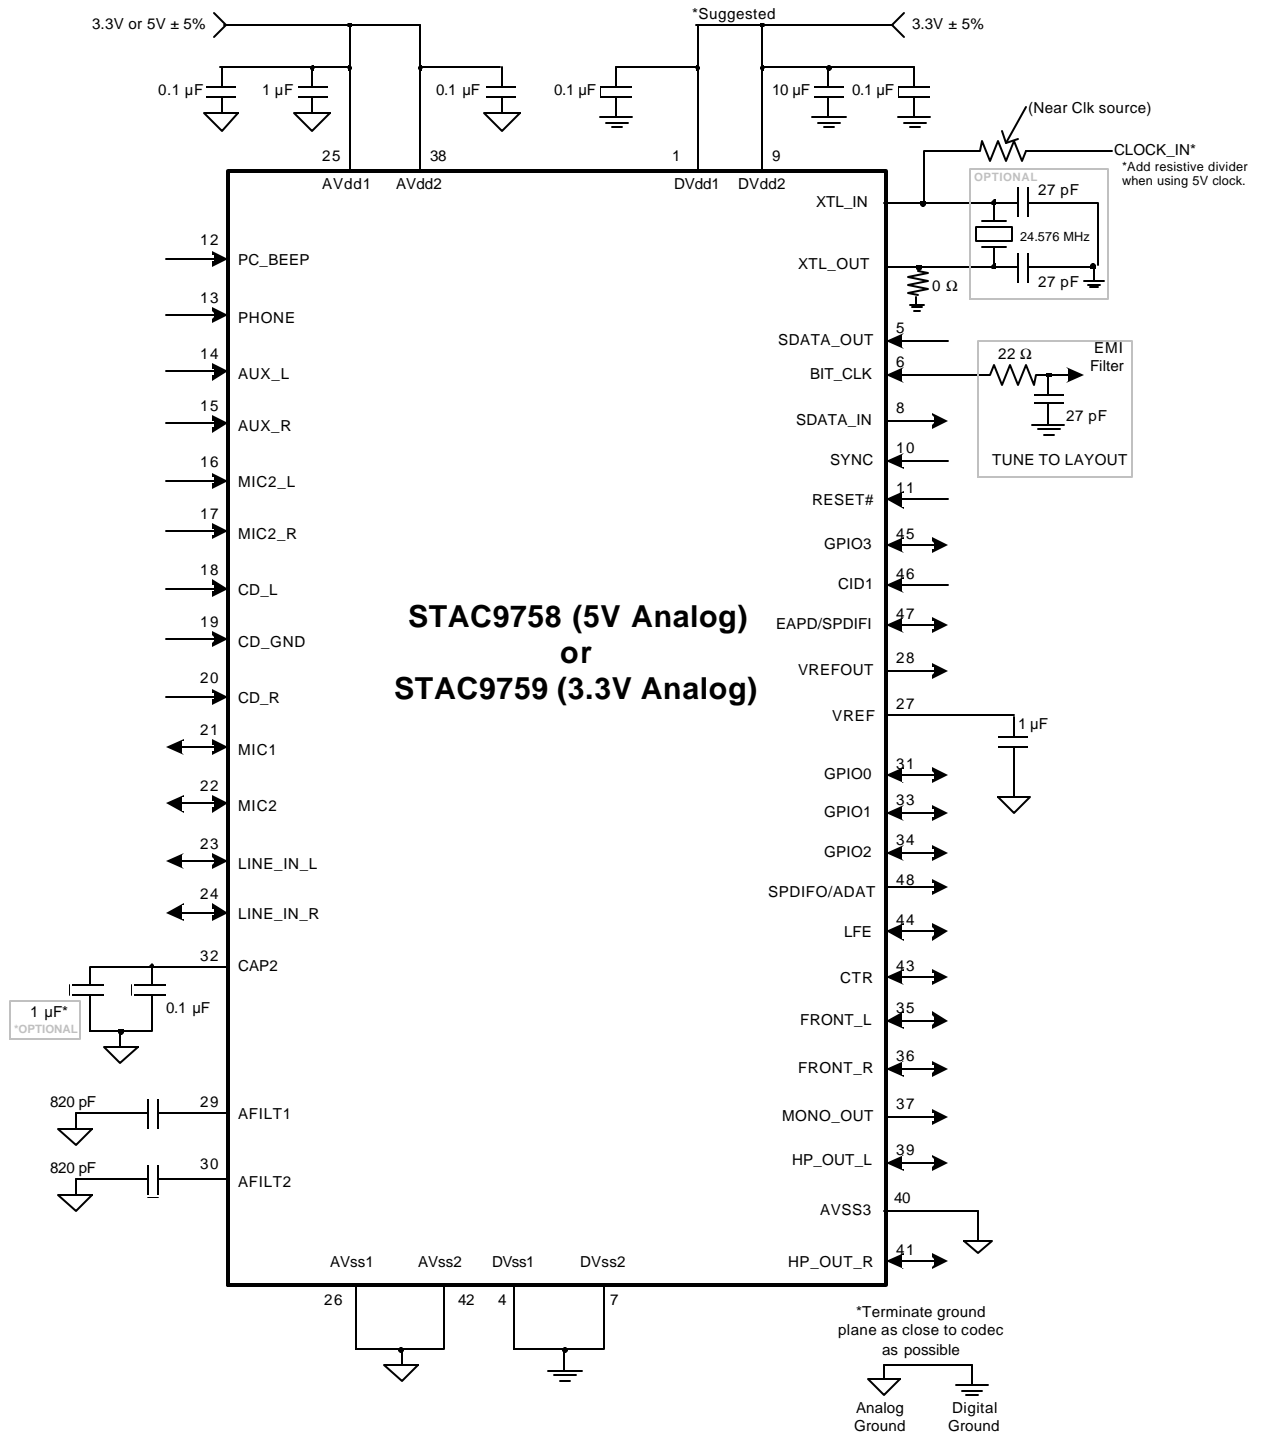 3.3V or 5V ± 5%
*Suggested
3.3V ± 5%
0.1 µF
1 µF
0.1 µF
0.1 µF
10 µF
0.1 µF
(Near Clk source)
CLOCK_IN*
*Add resistive divider
when using 5V clock.
25
38
1
9
AVdd1
AVdd2
DVdd1
DVdd2
OPTIONAL
XTL_IN
27 pF
24.576 MHz
XTL_OUT
27 pF
0 Ω
12
PC_BEEP
13
PHONE
14
AUX_L
15
AUX_R
16
MIC2_L
17
MIC2_R
18
CD_L
19
CD_GND
20
CD_R
21
MIC1
22
MIC2
23
LINE_IN_L
24
LINE_IN_R
32
CAP2
1 µF*
*OPTIONAL
0.1 µF
820 pF
29
AFILT1
820 pF
30
AFILT2
STAC9758 (5V Analog)
or
STAC9759 (3.3V Analog)
SDATA_OUT
5
BIT_CLK
6
22 Ω
EMI
Filter
27 pF
TUNE TO LAYOUT
SDATA_IN
8
SYNC
10
RESET#
11
GPIO3
45
CID1
46
EAPD/SPDIFI
47
VREFOUT
28
VREF
27
1 µF
GPIO0
31
GPIO1
33
GPIO2
34
SPDIFO/ADAT
48
LFE
44
CTR
43
FRONT_L
35
FRONT_R
36
MONO_OUT
37
HP_OUT_L
39
AVSS3
40
HP_OUT_R
41
AVss1
AVss2
DVss1
DVss2
26
42
4
7
*Terminate ground
plane as close to codec
as possible
Analog
Ground
Digital
Ground